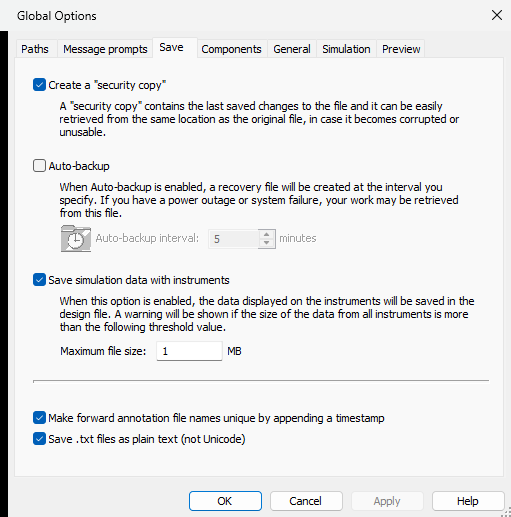 Global Options
Paths Message prompts Save Components General Simulation Preview
Create a "security copy"
A "security copy" contains the last saved changes to the file and it can be easily
retrieved from the same location as the original file, in case it becomes corrupted or
unusable.
Auto-backup
When Auto-backup is enabled, a recovery file will be created at the interval you
specify. If you have a power outage or system failure, your work may be retrieved
from this file.
Auto-backup interval: 5 minutes
Save simulation data with instruments
When this option is enabled, the data displayed on the instruments will be saved in the
design file. A warning will be shown if the size of the data from all instruments is more
than the following threshold value.
Maximum file size: 1 MB
Make forward annotation file names unique by appending a timestamp
Save .txt files as plain text (not Unicode)
OK Cancel Apply Help